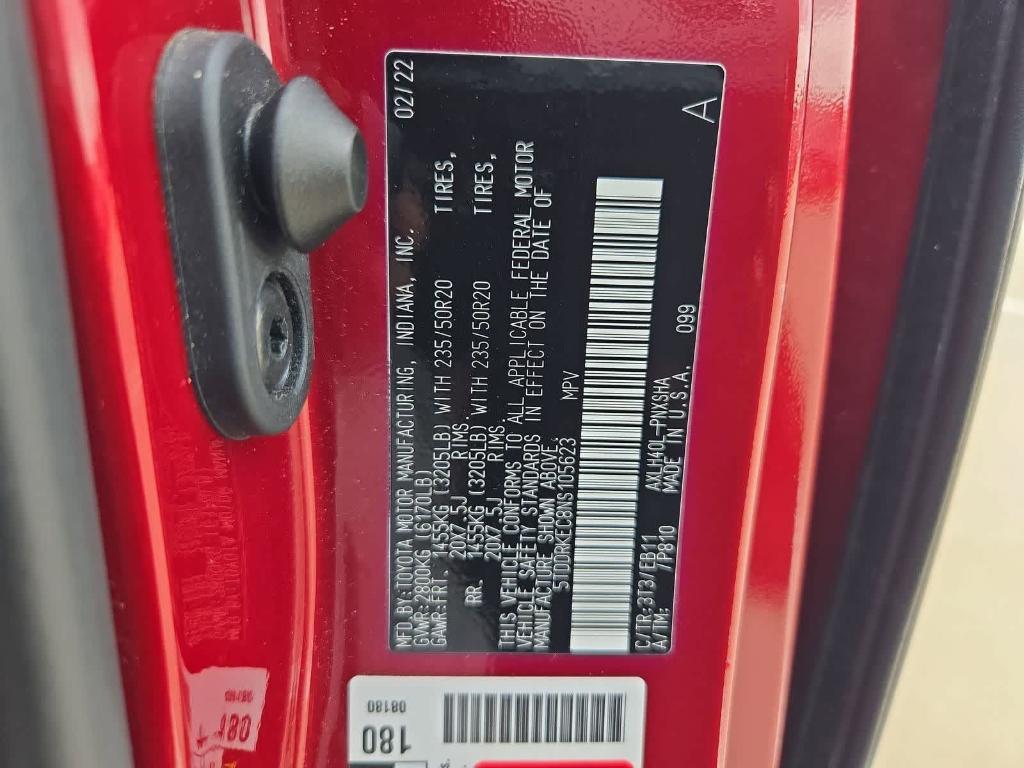 MFD. BY:TOYOTA MOTOR MANUFACTURING, INDIANA, INC. 02/22
GVWR:2800KG (6170LB)
GAWR:FRT. 1455KG (3205LB) WITH 235/50R20 TIRES,
20X7.5J RIMS.
RR. 1455KG (3205LB) WITH 235/50R20 TIRES,
20X7.5J RIMS.
THIS VEHICLE CONFORMS TO ALL APPLICABLE FEDERAL MOTOR
VEHICLE SAFETY STANDARDS IN EFFECT ON THE DATE OF
MANUFACTURE SHOWN ABOVE.
5TDDRKEC8NS105623 MPV
C/TR:3T3/EB11 AXLH40L-PNXSHA 099
A/TM: /P810 MADE IN U.S.A.
A
180
08180